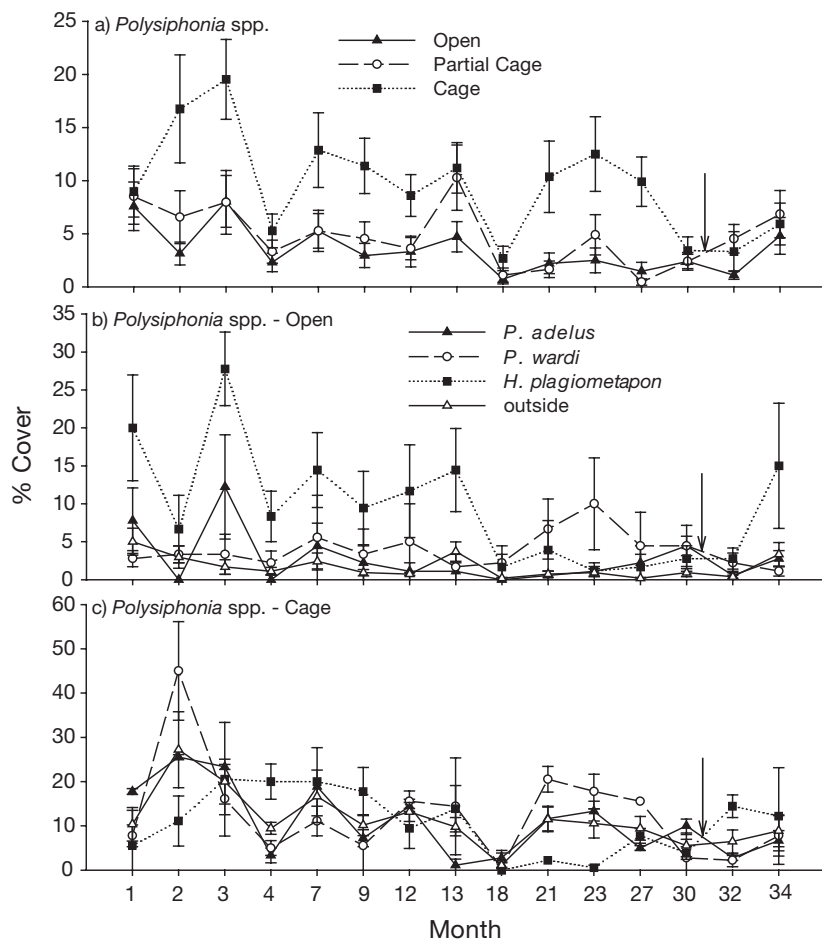 a) Polysiphonia spp.
Open
Partial Cage
Cage
25
20
15
10
5
0
b) Polysiphonia spp. - Open
P. adelus
P. wardi
H. plagiometapon
outside
35
30
25
20
15
10
5
0
% Cover
c) Polysiphonia spp. - Cage
60
50
40
30
20
10
0
1 2 3 4 7 9 12 13 18 21 23 27 30 32 34
Month